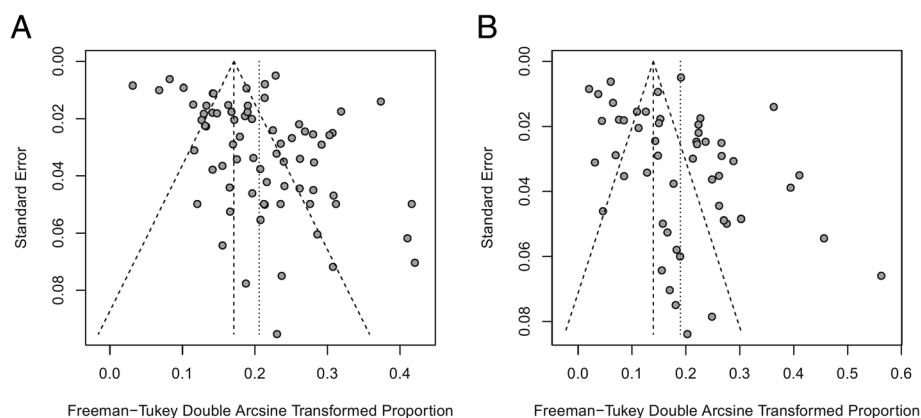 A
0.00
0.02
0.04
0.06
0.08
Standard Error
0.0 0.1 0.2 0.3 0.4
Freeman−Tukey Double Arcsine Transformed Proportion
B
0.00
0.02
0.04
0.06
0.08
Standard Error
0.0 0.1 0.2 0.3 0.4 0.5 0.6
Freeman−Tukey Double Arcsine Transformed Proportion